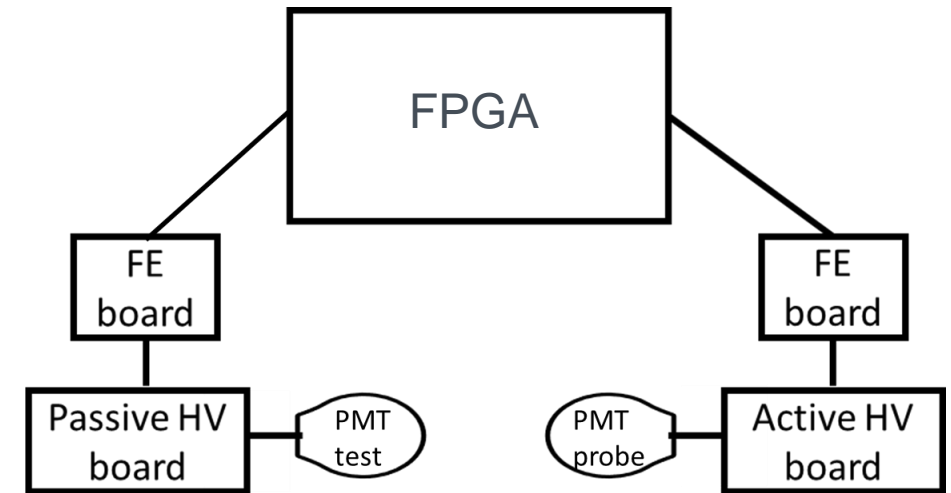 FPGA
FE
board
FE
board
Passive HV
board
PMT
test
PMT
probe
Active HV
board